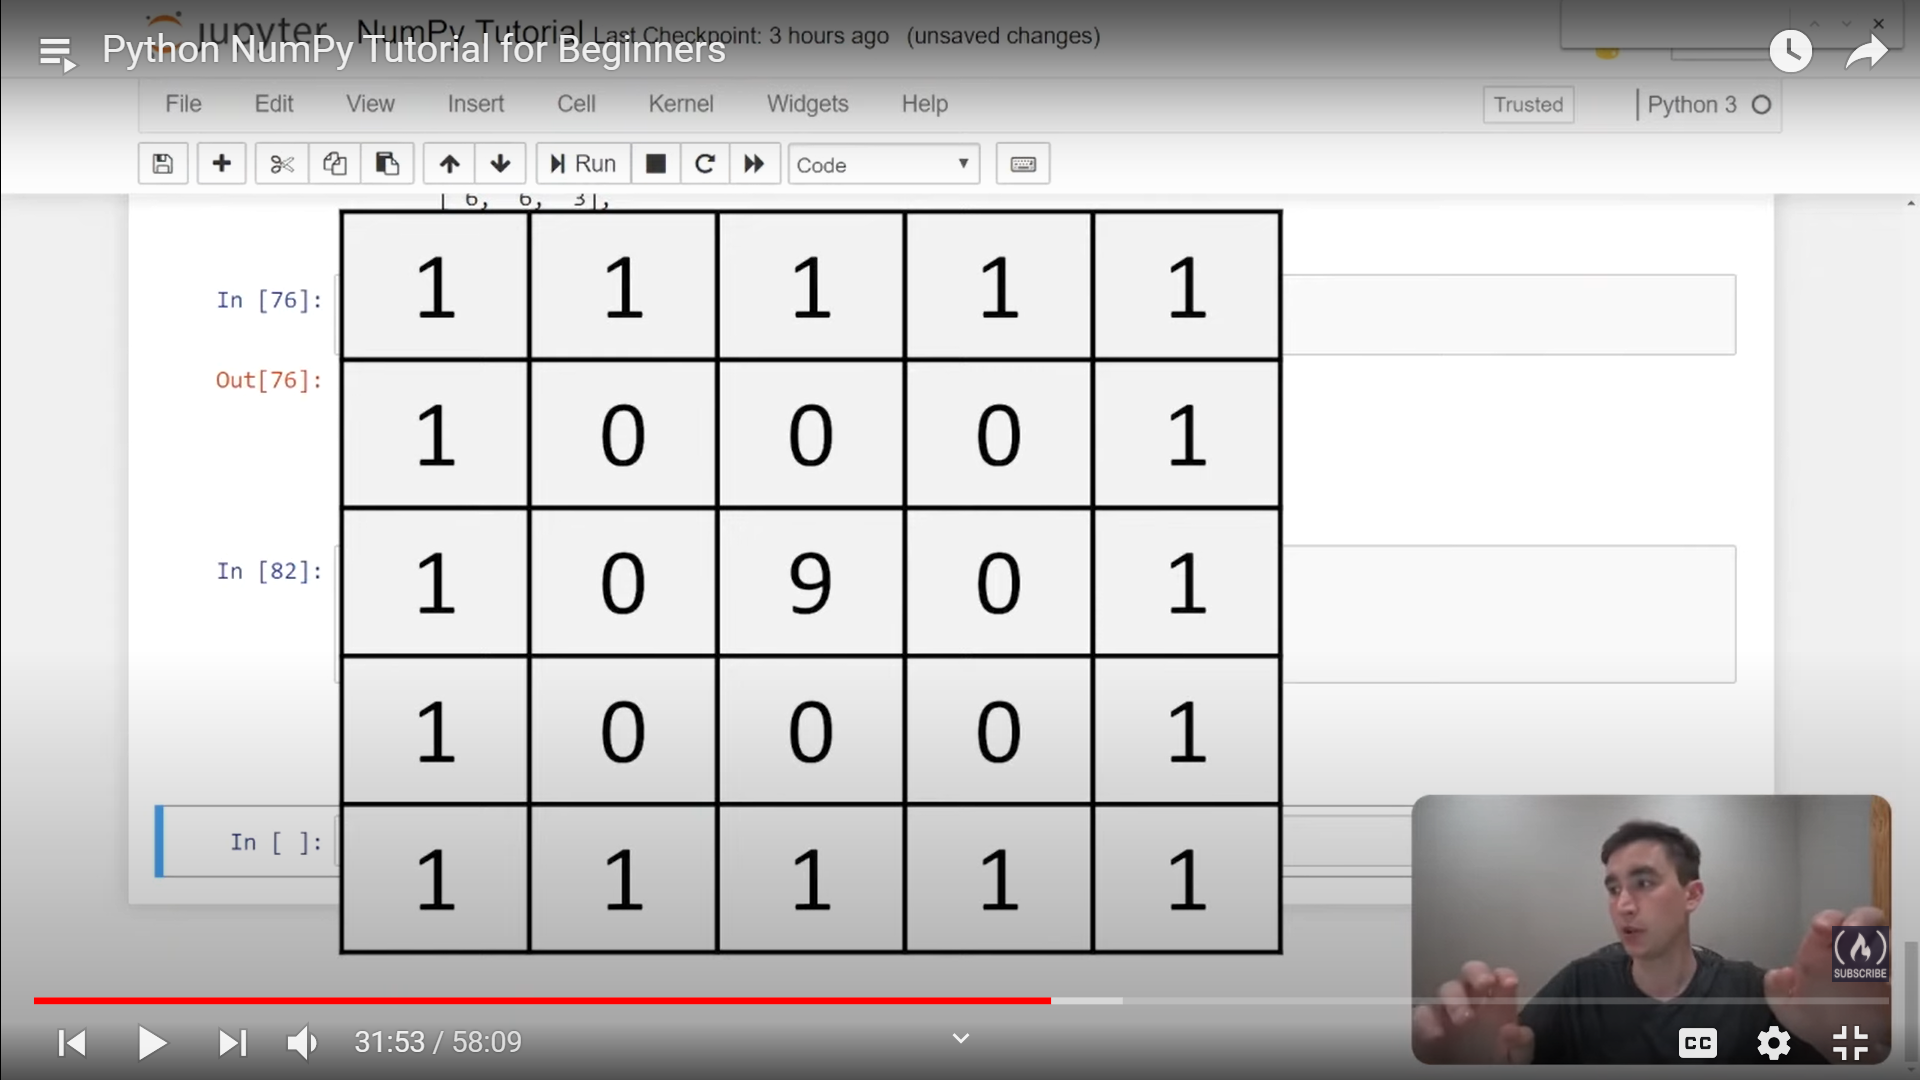 jupyter NumPy Tutorial Last Checkpoint: 3 hours ago (unsaved changes)
Python NumPy Tutorial for Beginners
File Edit View Insert Cell Kernel Widgets Help Trusted Python 3
Run Code
[ 6, 6, 3],
1 1 1 1 1
In [76]:
Out[76]:
1 0 0 0 1
In [82]:
1 0 9 0 1
1 0 0 0 1
In [ ]:
1 1 1 1 1
SUBSCRIBE
31:53 / 58:09
CC